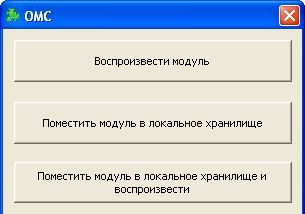 ОМС
Воспроизвести модуль
Поместить модуль в локальное хранилище
Поместить модуль в локальное хранилище и
воспроизвести